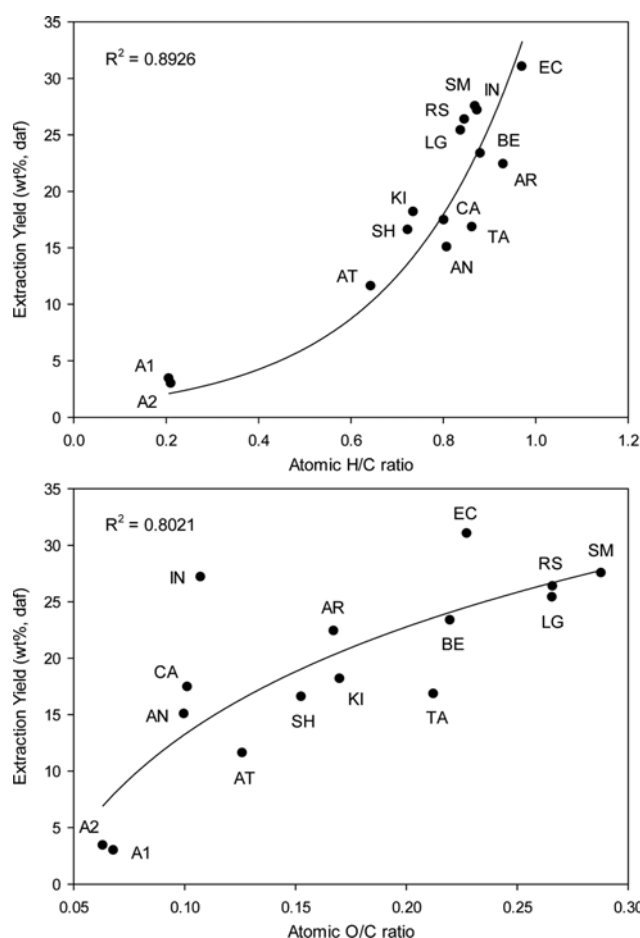 R² = 0.8926
35
30
25
20
15
10
5
0
Extraction Yield (wt%, daf)
EC
SM
IN
RS
LG
BE
AR
KI
SH
CA
TA
AN
AT
A1
A2
0.0
0.2
0.4
0.6
0.8
1.0
1.2
Atomic H/C ratio
R² = 0.8021
35
30
25
20
15
10
5
0
Extraction Yield (wt%, daf)
EC
SM
RS
IN
LG
AR
BE
CA
KI
AN
SH
TA
AT
A2
A1
0.05
0.10
0.15
0.20
0.25
0.30
Atomic O/C ratio